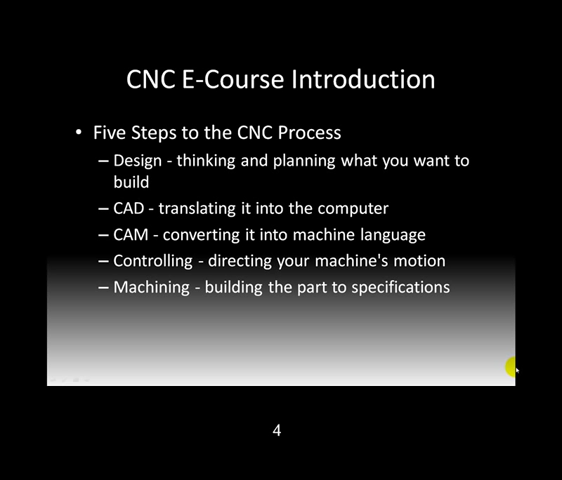 CNC E-Course Introduction
• Five Steps to the CNC Process
– Design - thinking and planning what you want to
build
– CAD - translating it into the computer
– CAM - converting it into machine language
– Controlling - directing your machine's motion
– Machining - building the part to specifications
4